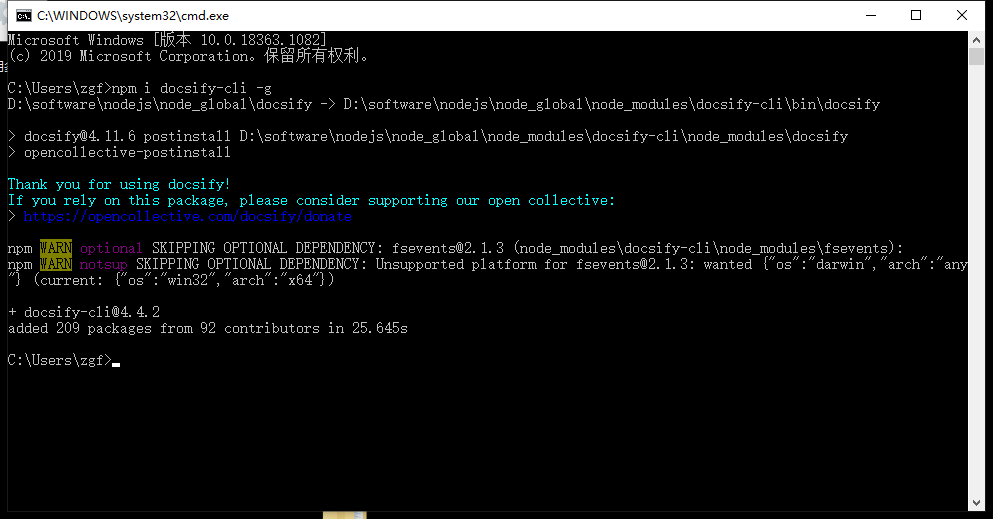 C:\WINDOWS\system32\cmd.exe
Microsoft Windows [版本 10.0.18363.1082]
(c) 2019 Microsoft Corporation。保留所有权利。
C:\Users\zgf>npm i docsify-cli -g
D:\software\nodejs\node_global\docsify -> D:\software\nodejs\node_global\node_modules\docsify-cli\bin\docsify
> docsify@4.11.6 postinstall D:\software\nodejs\node_global\node_modules\docsify-cli\node_modules\docsify
> opencollective-postinstall
Thank you for using docsify!
If you rely on this package, please consider supporting our open collective:
> https://opencollective.com/docsify/donate
npm WARN optional SKIPPING OPTIONAL DEPENDENCY: fsevents@2.1.3 (node_modules\docsify-cli\node_modules\fsevents):
npm WARN notsup SKIPPING OPTIONAL DEPENDENCY: Unsupported platform for fsevents@2.1.3: wanted {"os":"darwin","arch":"any
"} (current: {"os":"win32","arch":"x64"})
+ docsify-cli@4.4.2
added 209 packages from 92 contributors in 25.645s
C:\Users\zgf>